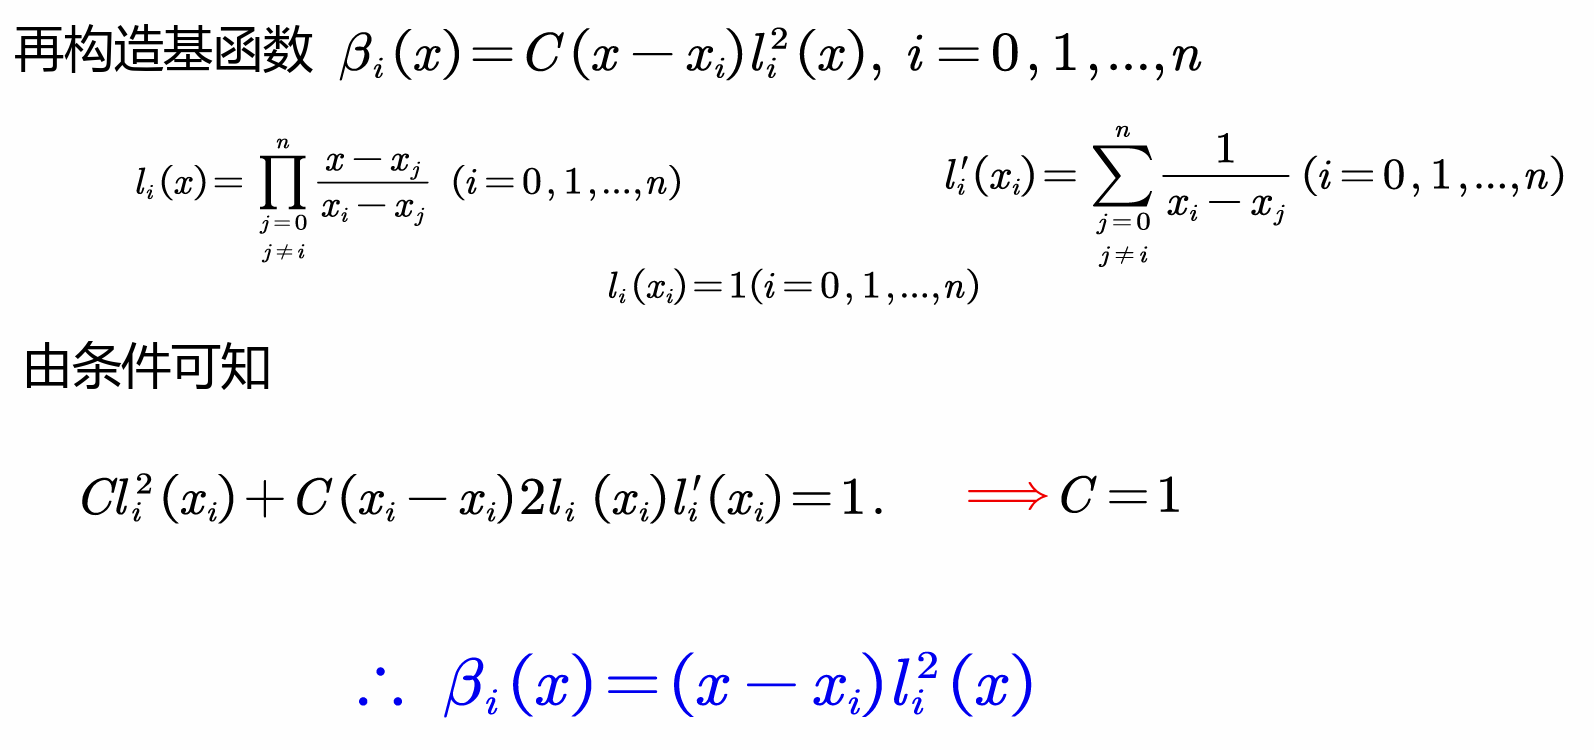 再构造基函数 βᵢ(x)=C(x−xᵢ)lᵢ²(x), i=0,1,...,n
lᵢ(x)=∏_{j=0, j≠i}^{n} (x−xⱼ)/(xᵢ−xⱼ) (i=0,1,...,n) lᵢ′(xᵢ)=∑_{j=0, j≠i}^{n} 1/(xᵢ−xⱼ) (i=0,1,...,n)
lᵢ(xᵢ)=1(i=0,1,...,n)
由条件可知
Clᵢ²(xᵢ)+C(xᵢ−xᵢ)2lᵢ(xᵢ)lᵢ′(xᵢ)=1. ⟹C=1
∴ βᵢ(x)=(x−xᵢ)lᵢ²(x)